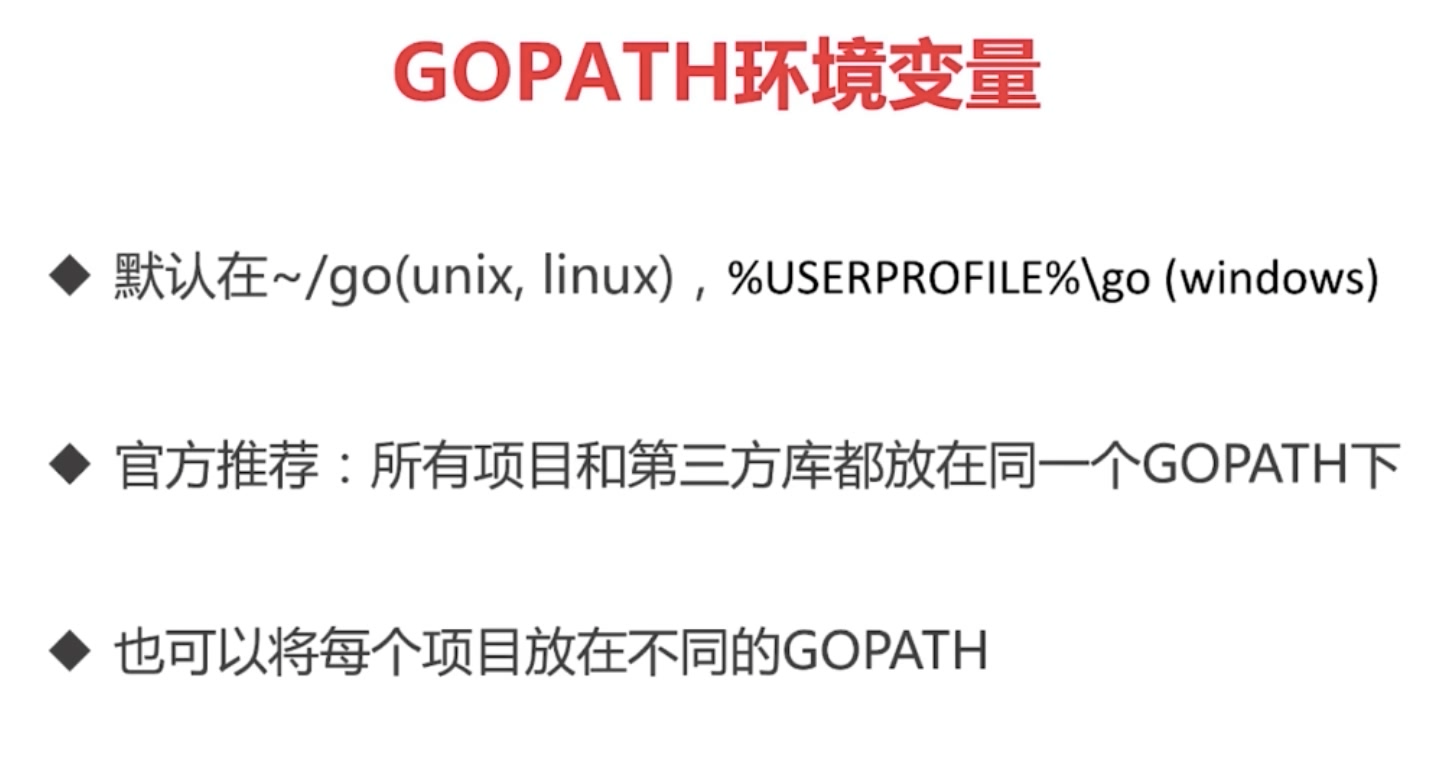 GOPATH环境变量
◆ 默认在~/go(unix, linux)，%USERPROFILE%\go (windows)
◆ 官方推荐：所有项目和第三方库都放在同一个GOPATH下
◆ 也可以将每个项目放在不同的GOPATH